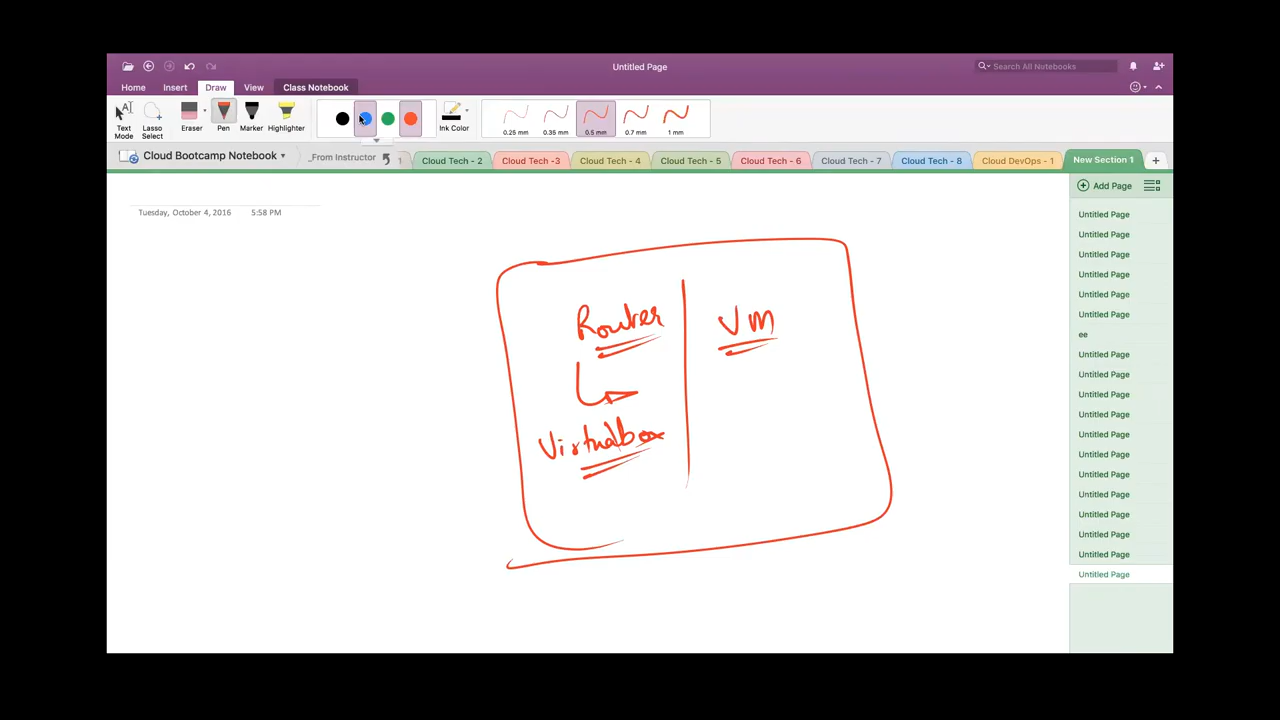 Untitled Page
Search All Notebooks
Home Insert Draw View Class Notebook
Text Mode
Lasso Select
Eraser
Pen
Marker
Highlighter
Ink Color
0.25 mm
0.35 mm
0.5 mm
0.7 mm
1 mm
Cloud Bootcamp Notebook
_From Instructor
1
Cloud Tech - 2
Cloud Tech -3
Cloud Tech - 4
Cloud Tech - 5
Cloud Tech - 6
Cloud Tech - 7
Cloud Tech - 8
Cloud DevOps - 1
New Section 1
Add Page
Tuesday, October 4, 2016 5:58 PM
Router
VM
Virtualbox
Untitled Page
Untitled Page
Untitled Page
Untitled Page
Untitled Page
Untitled Page
ee
Untitled Page
Untitled Page
Untitled Page
Untitled Page
Untitled Page
Untitled Page
Untitled Page
Untitled Page
Untitled Page
Untitled Page
Untitled Page
Untitled Page